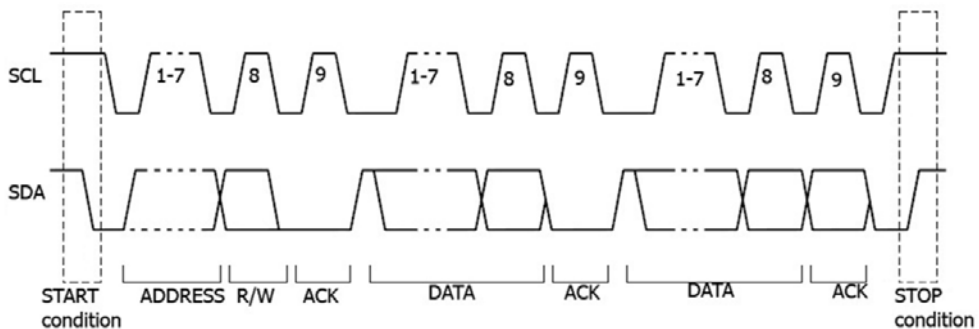 SCL
1-7 8 9 1-7 8 9 1-7 8 9
SDA
START
condition
ADDRESS R/W ACK DATA ACK DATA ACK
STOP
condition